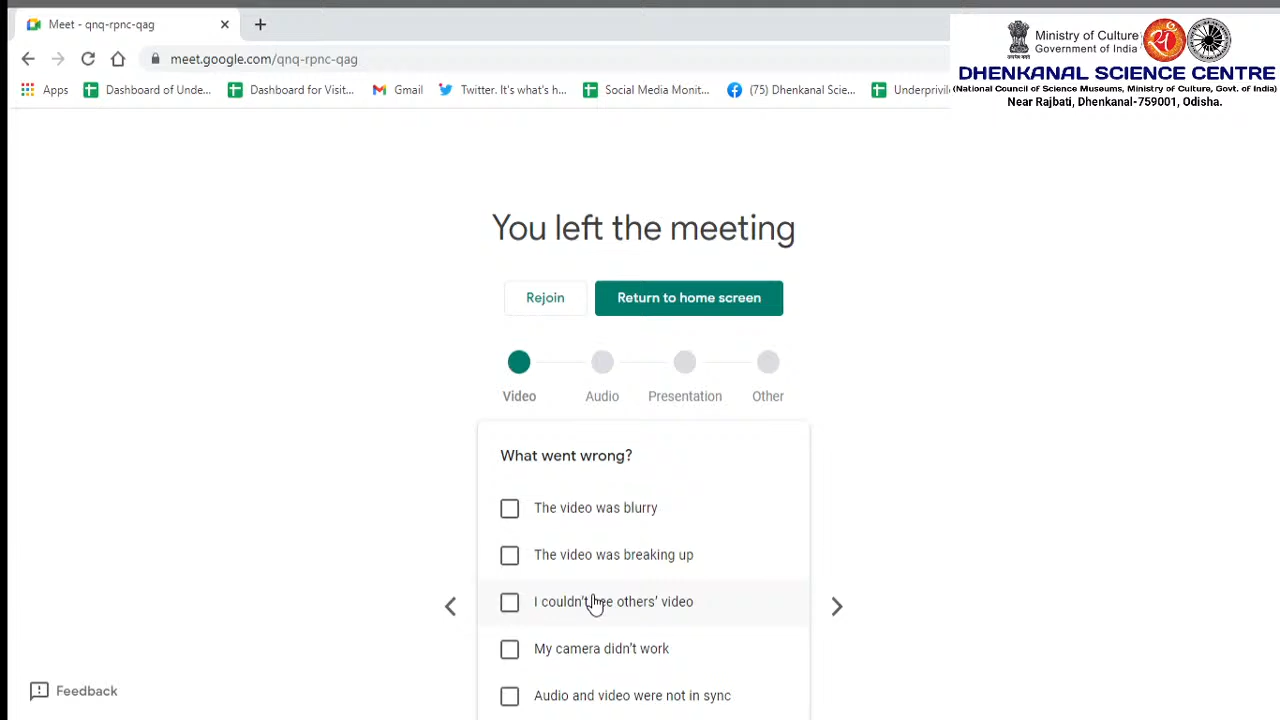 Meet - qnq-rpnc-qag
meet.google.com/qnq-rpnc-qag
Apps Dashboard of Unde... Dashboard for Visit... Gmail Twitter. It's what's h... Social Media Monit... (75) Dhenkanal Scie... Underprivile
Ministry of Culture
Government of India
DHENKANAL SCIENCE CENTRE
(National Council of Science Museums, Ministry of Culture, Govt. of India)
Near Rajbati, Dhenkanal-759001, Odisha.
You left the meeting
Rejoin Return to home screen
Video Audio Presentation Other
What went wrong?
The video was blurry
The video was breaking up
I couldn't see others' video
My camera didn't work
Audio and video were not in sync
Feedback